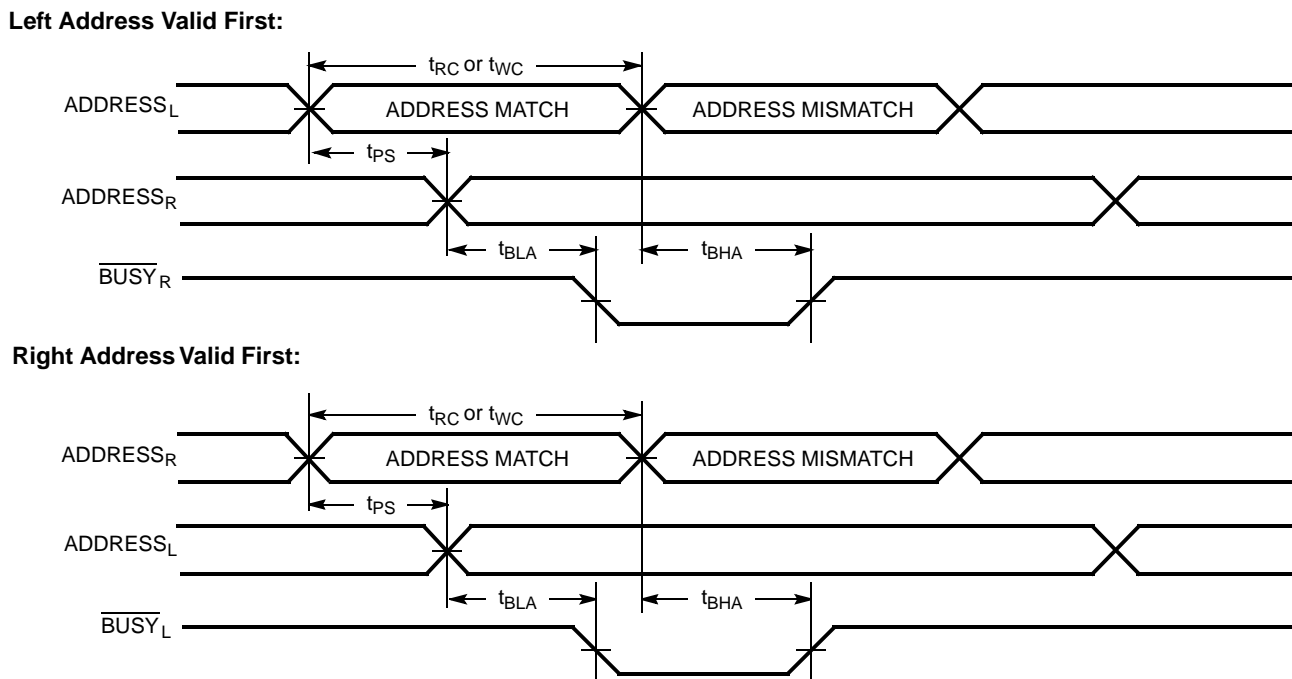 Left Address Valid First:
tRC or tWC
ADDRESSL
ADDRESS MATCH
ADDRESS MISMATCH
tPS
ADDRESSR
tBLA
tBHA
BUSYR
Right Address Valid First:
tRC or tWC
ADDRESSR
ADDRESS MATCH
ADDRESS MISMATCH
tPS
ADDRESSL
tBLA
tBHA
BUSYL